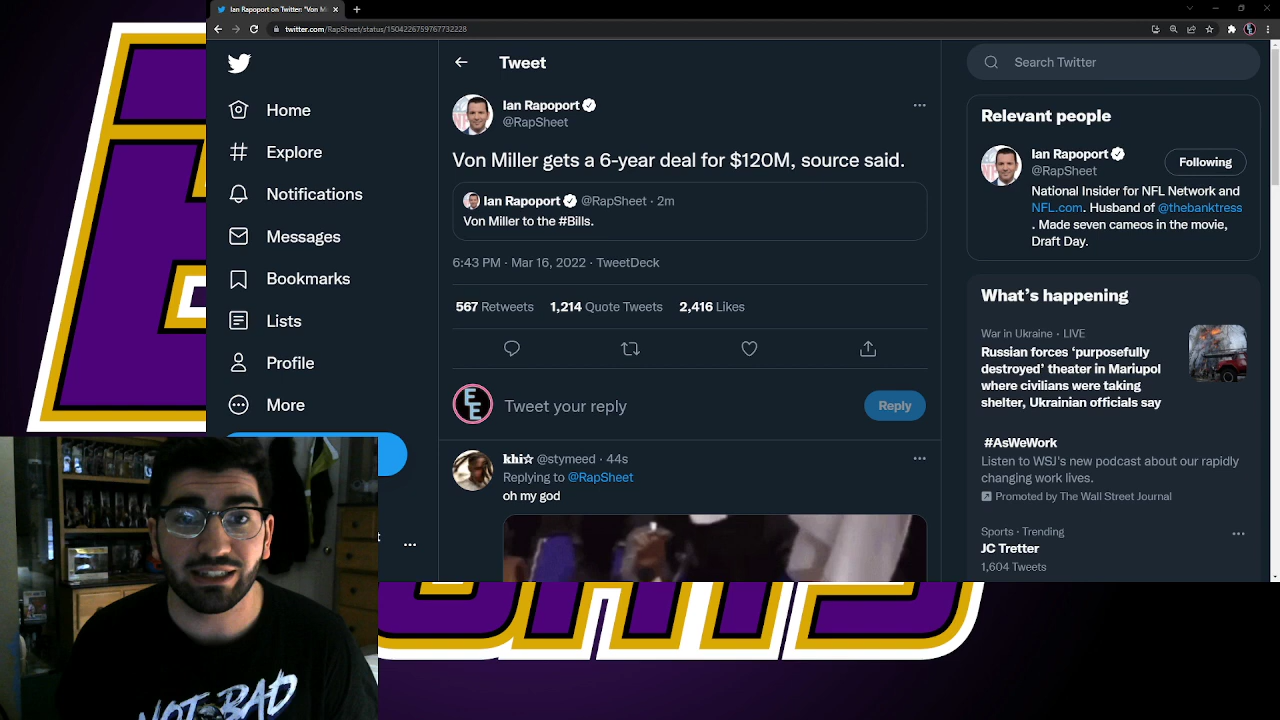 Ian Rapoport on Twitter: "Von M
twitter.com/RapSheet/status/1504226759767732228
Tweet
Search Twitter
Home
Explore
Notifications
Messages
Bookmarks
Lists
Profile
More
Ian Rapoport
@RapSheet
Von Miller gets a 6-year deal for $120M, source said.
Ian Rapoport @RapSheet · 2m
Von Miller to the #Bills.
6:43 PM · Mar 16, 2022 · TweetDeck
567 Retweets 1,214 Quote Tweets 2,416 Likes
EE
Tweet your reply
Reply
khi☆ @stymeed · 44s
Replying to @RapSheet
oh my god
Relevant people
Ian Rapoport
@RapSheet
Following
National Insider for NFL Network and
NFL.com. Husband of @thebanktress
. Made seven cameos in the movie,
Draft Day.
What's happening
War in Ukraine · LIVE
Russian forces 'purposefully
destroyed' theater in Mariupol
where civilians were taking
shelter, Ukrainian officials say
#AsWeWork
Listen to WSJ's new podcast about our rapidly
changing work lives.
Promoted by The Wall Street Journal
Sports · Trending
JC Tretter
1,604 Tweets
NOT BAD